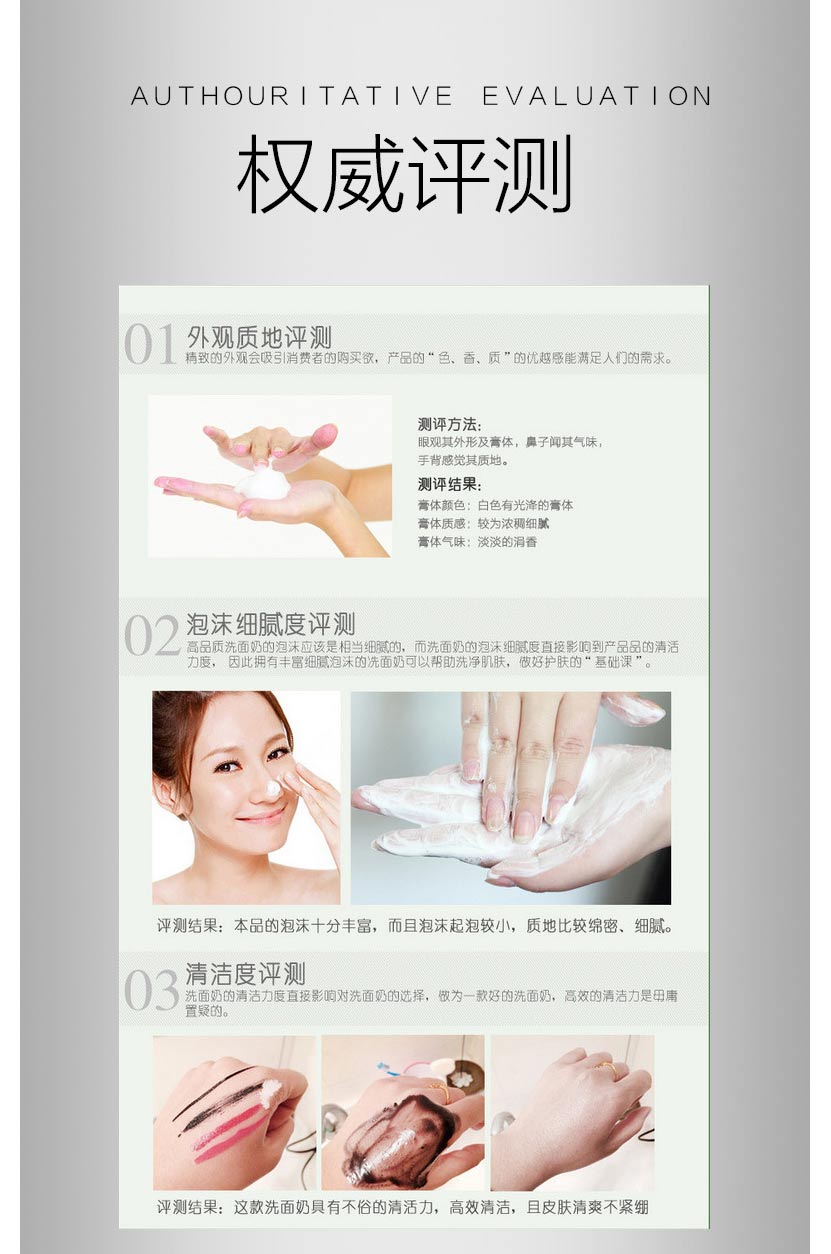 AUTHOURITATIVE EVALUATION
权威评测
01 外观质地评测
精致的外观会吸引消费者的购买欲，产品的“色、香、质”的优越感能满足人们的需求。
测评方法：
眼观其外形及膏体，鼻子闻其气味，
手背感觉其质地。
测评结果：
膏体颜色：白色有光泽的膏体
膏体质感：较为浓稠细腻
膏体气味：淡淡的涓香
02 泡沫细腻度评测
高品质洗面奶的泡沫应该是相当细腻的，而洗面奶的泡沫细腻度直接影响到产品品的清活
力度， 因此拥有丰富细腻泡沫的冼面奶可以帮助洗净肌肤，做好护肤的“基础课”。
评测结果：本品的泡沫十分丰富，而且泡沫起泡较小，质地比较绵密、细腻。
03 清洁度评测
洗面奶的清洁力度直接影响对洗面奶的选择，做为一款好的洗面奶，高效的清洁力是毋庸
置疑的。
评测结果：这款洗面奶具有不俗的清活力，高效清洁，且皮肤清爽不紧绷